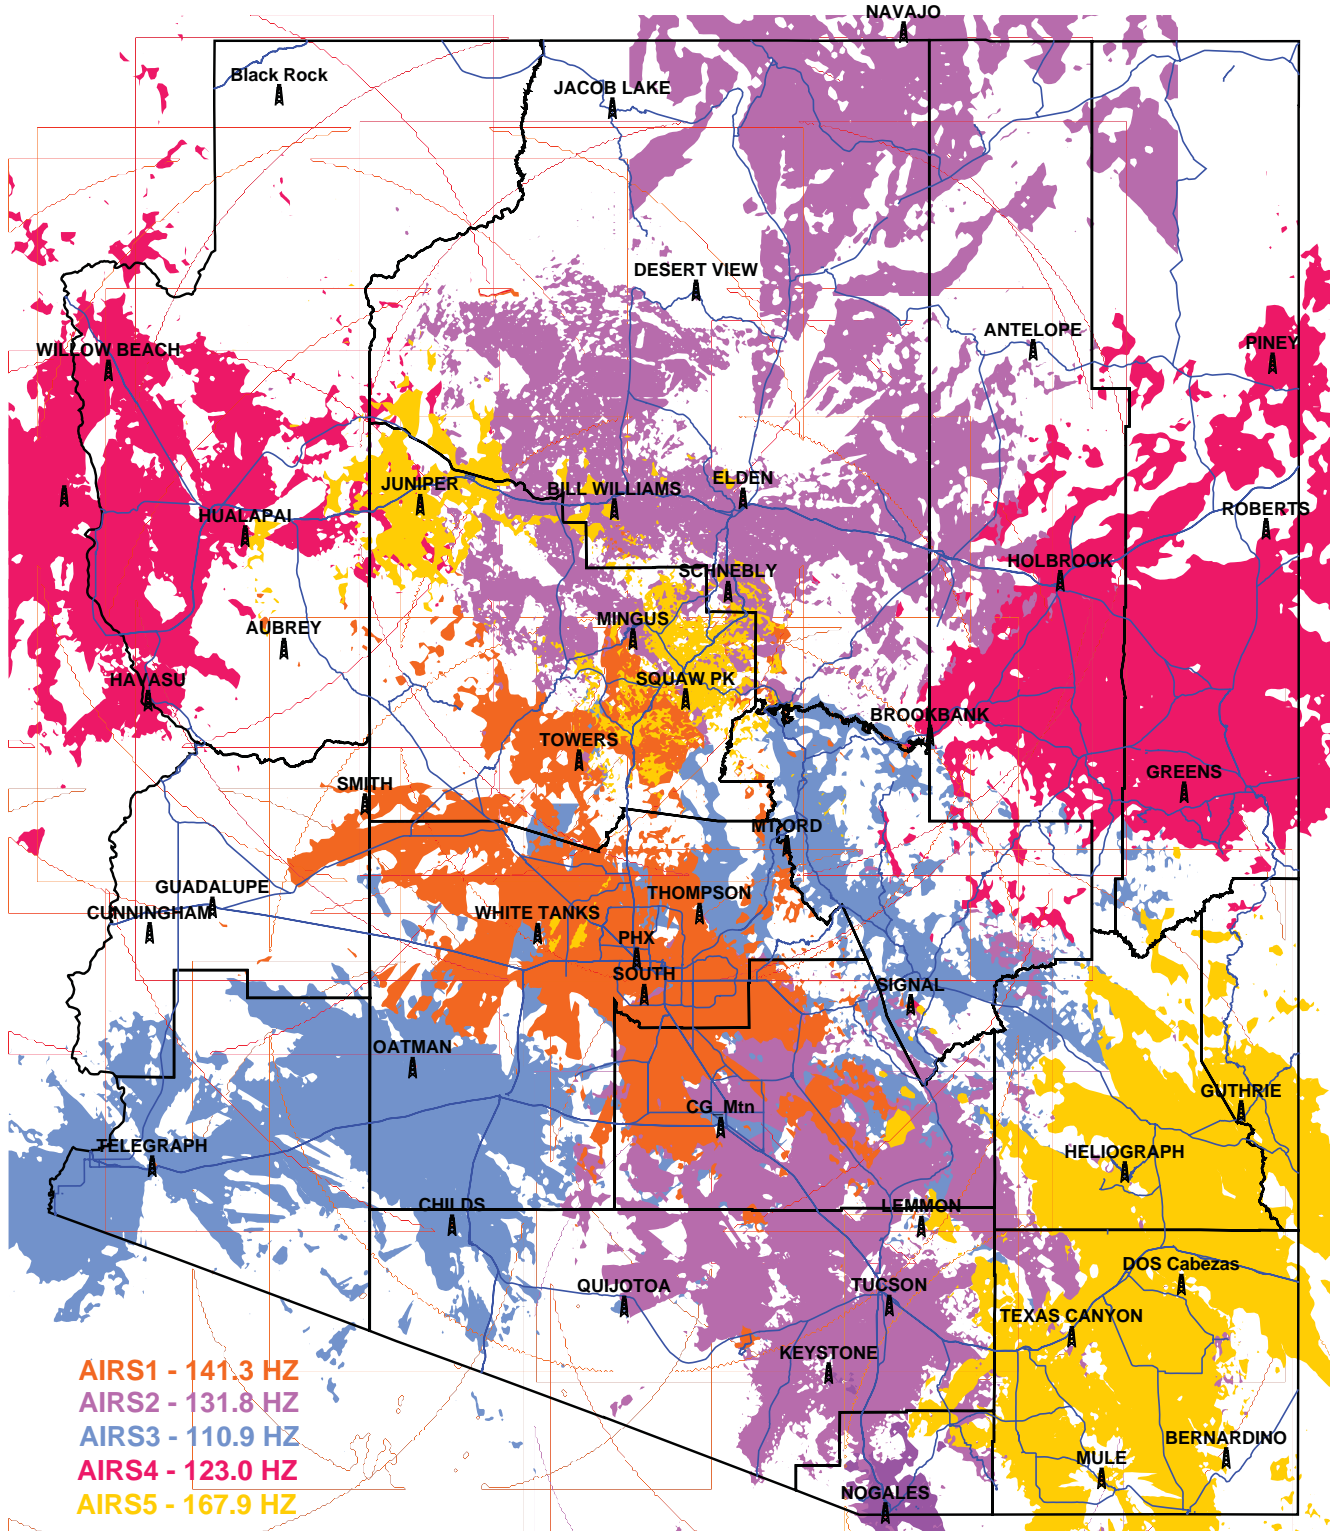 NAVAJO
Black Rock
JACOB LAKE
DESERT VIEW
ANTELOPE
WILLOW BEACH
PINEY
JUNIPER
BILL WILLIAMS
ELDEN
HUALAPAI
ROBERTS
SCHNEBLY
HOLBROOK
AUBREY
MINGUS
HAVASU
SQUAW PK
BROOKBANK
TOWERS
SMITH
GREENS
MT ORD
GUADALUPE
THOMPSON
CUNNINGHAM
WHITE TANKS
PHX
SOUTH
SIGNAL
OATMAN
CG_Mtn
GUTHRIE
TELEGRAPH
HELIOGRAPH
CHILDS
LEMMON
DOS Cabezas
QUIJOTOA
TUCSON
TEXAS CANYON
KEYSTONE
BERNARDINO
MULE
NOGALES
AIRS1 - 141.3 HZ
AIRS2 - 131.8 HZ
AIRS3 - 110.9 HZ
AIRS4 - 123.0 HZ
AIRS5 - 167.9 HZ